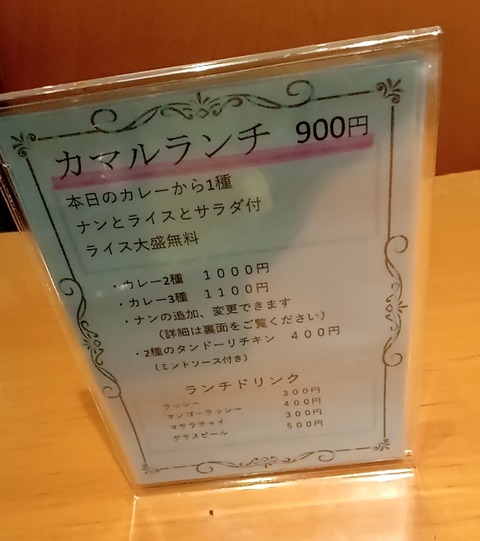 カマルランチ 900円
本日のカレーから1種
ナンとライスとサラダ付
ライス大盛無料
・カレー2種 1000円
・カレー3種 1100円
・ナンの追加、変更できます
（詳細は裏面をご覧ください）
・2種のタンドーリチキン 400円
（ミントソース付き）
ランチドリンク
ラッシー 300円
マンゴーラッシー 400円
マサラチャイ 300円
グラスビール 500円